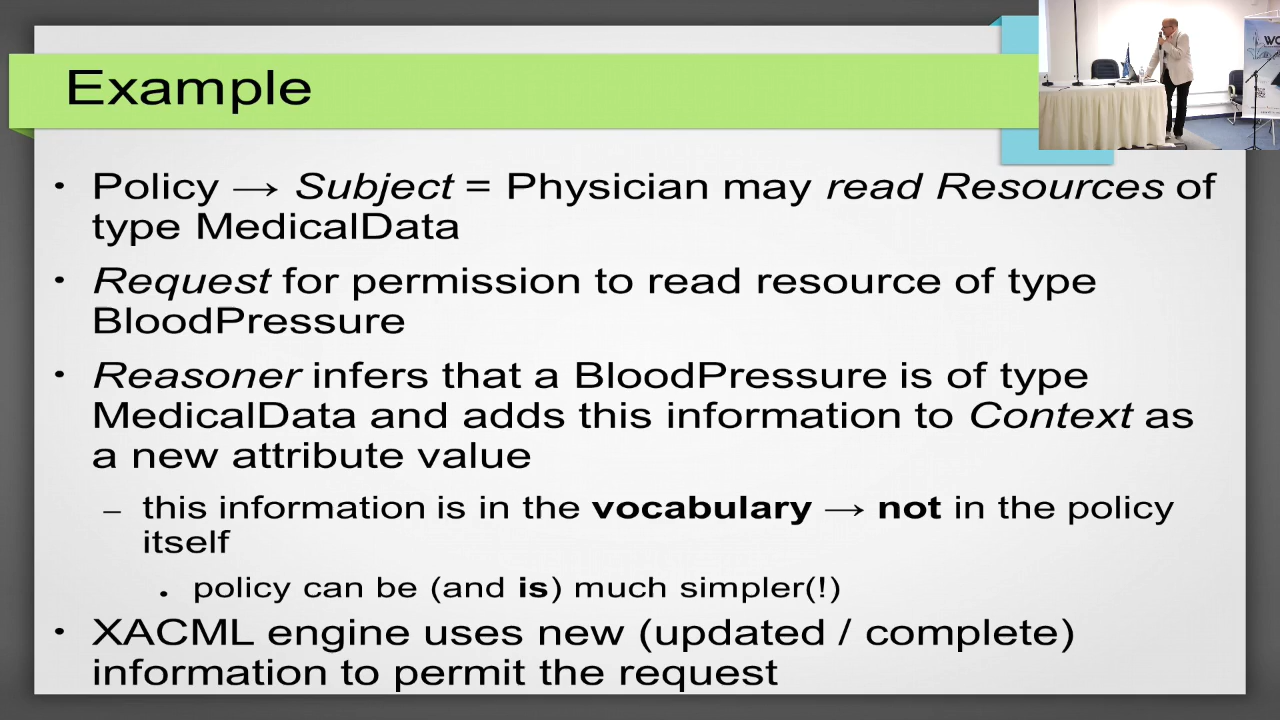 Example
• Policy → Subject = Physician may read Resources of
type MedicalData
• Request for permission to read resource of type
BloodPressure
• Reasoner infers that a BloodPressure is of type
MedicalData and adds this information to Context as
a new attribute value
– this information is in the vocabulary → not in the policy
itself
• policy can be (and is) much simpler(!)
• XACML engine uses new (updated / complete)
information to permit the request